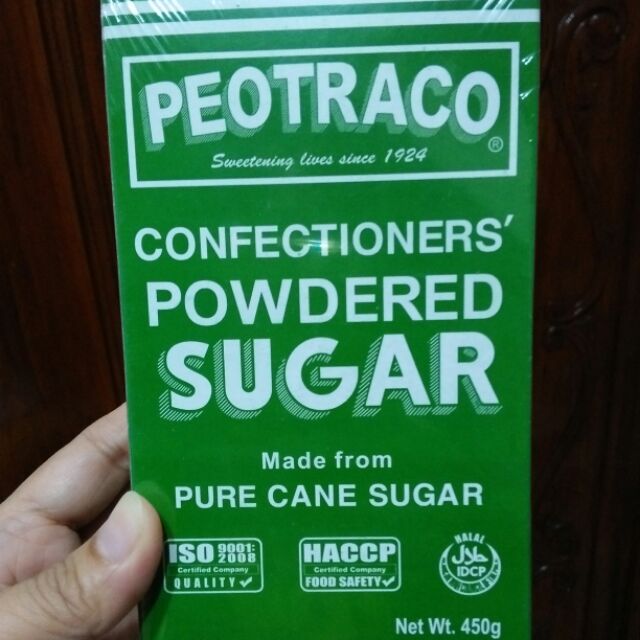 PEOTRACO®
Sweetening lives since 1924
CONFECTIONERS'
POWDERED
SUGAR
Made from
PURE CANE SUGAR
ISO 9001:2008
Certified Company
QUALITY
HACCP
Certified Company
FOOD SAFETY
HALAL
حلال
IDCP
Net Wt. 450g